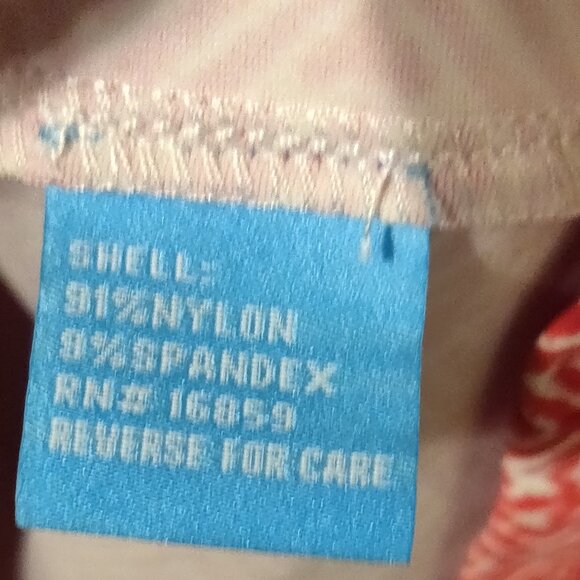 SHELL:
91%NYLON
9%SPANDEX
RN# 16859
REVERSE FOR CARE